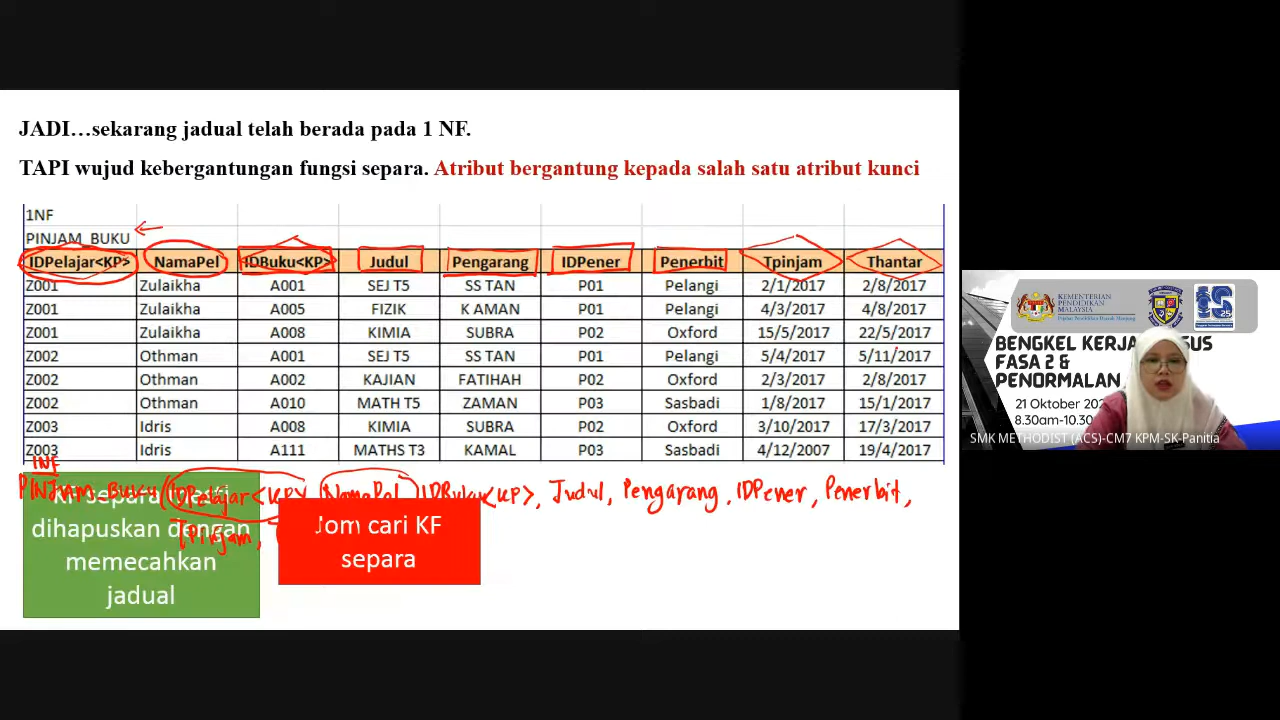 JADI...sekarang jadual telah berada pada 1 NF.
TAPI wujud kebergantungan fungsi separa. Atribut bergantung kepada salah satu atribut kunci
1NF
PINJAM_BUKU
IDPelajar<KP> NamaPel IDBuku<KP> Judul Pengarang IDPener Penerbit Tpinjam Thantar
Z001 Zulaikha A001 SEJ T5 SS TAN P01 Pelangi 2/1/2017 2/8/2017
Z001 Zulaikha A005 FIZIK K AMAN P01 Pelangi 4/3/2017 4/8/2017
Z001 Zulaikha A008 KIMIA SUBRA P02 Oxford 15/5/2017 22/5/2017
Z002 Othman A001 SEJ T5 SS TAN P01 Pelangi 5/4/2017 5/11/2017
Z002 Othman A002 KAJIAN FATIHAH P02 Oxford 2/3/2017 2/8/2017
Z002 Othman A010 MATH T5 ZAMAN P03 Sasbadi 1/8/2017 15/1/2017
Z003 Idris A008 KIMIA SUBRA P02 Oxford 3/10/2017 17/3/2017
Z003 Idris A111 MATHS T3 KAMAL P03 Sasbadi 4/12/2007 19/4/2017
1NF
PINJAM_BUKU (IDPelajar<KP>, NamaPel, IDBuku<KP>, Judul, Pengarang, IDPener, Penerbit,
Tpinjam,
KF separa
dihapuskan dengan
memecahkan
jadual
Jom cari KF
separa
KEMENTERIAN
PENDIDIKAN
MALAYSIA
25
BENGKEL KERJA
FASA 2 &
PENORMALAN
21 Oktober
8.30am-10.30
SMK METHODIST (ACS)-CM7 KPM-SK-Panitia